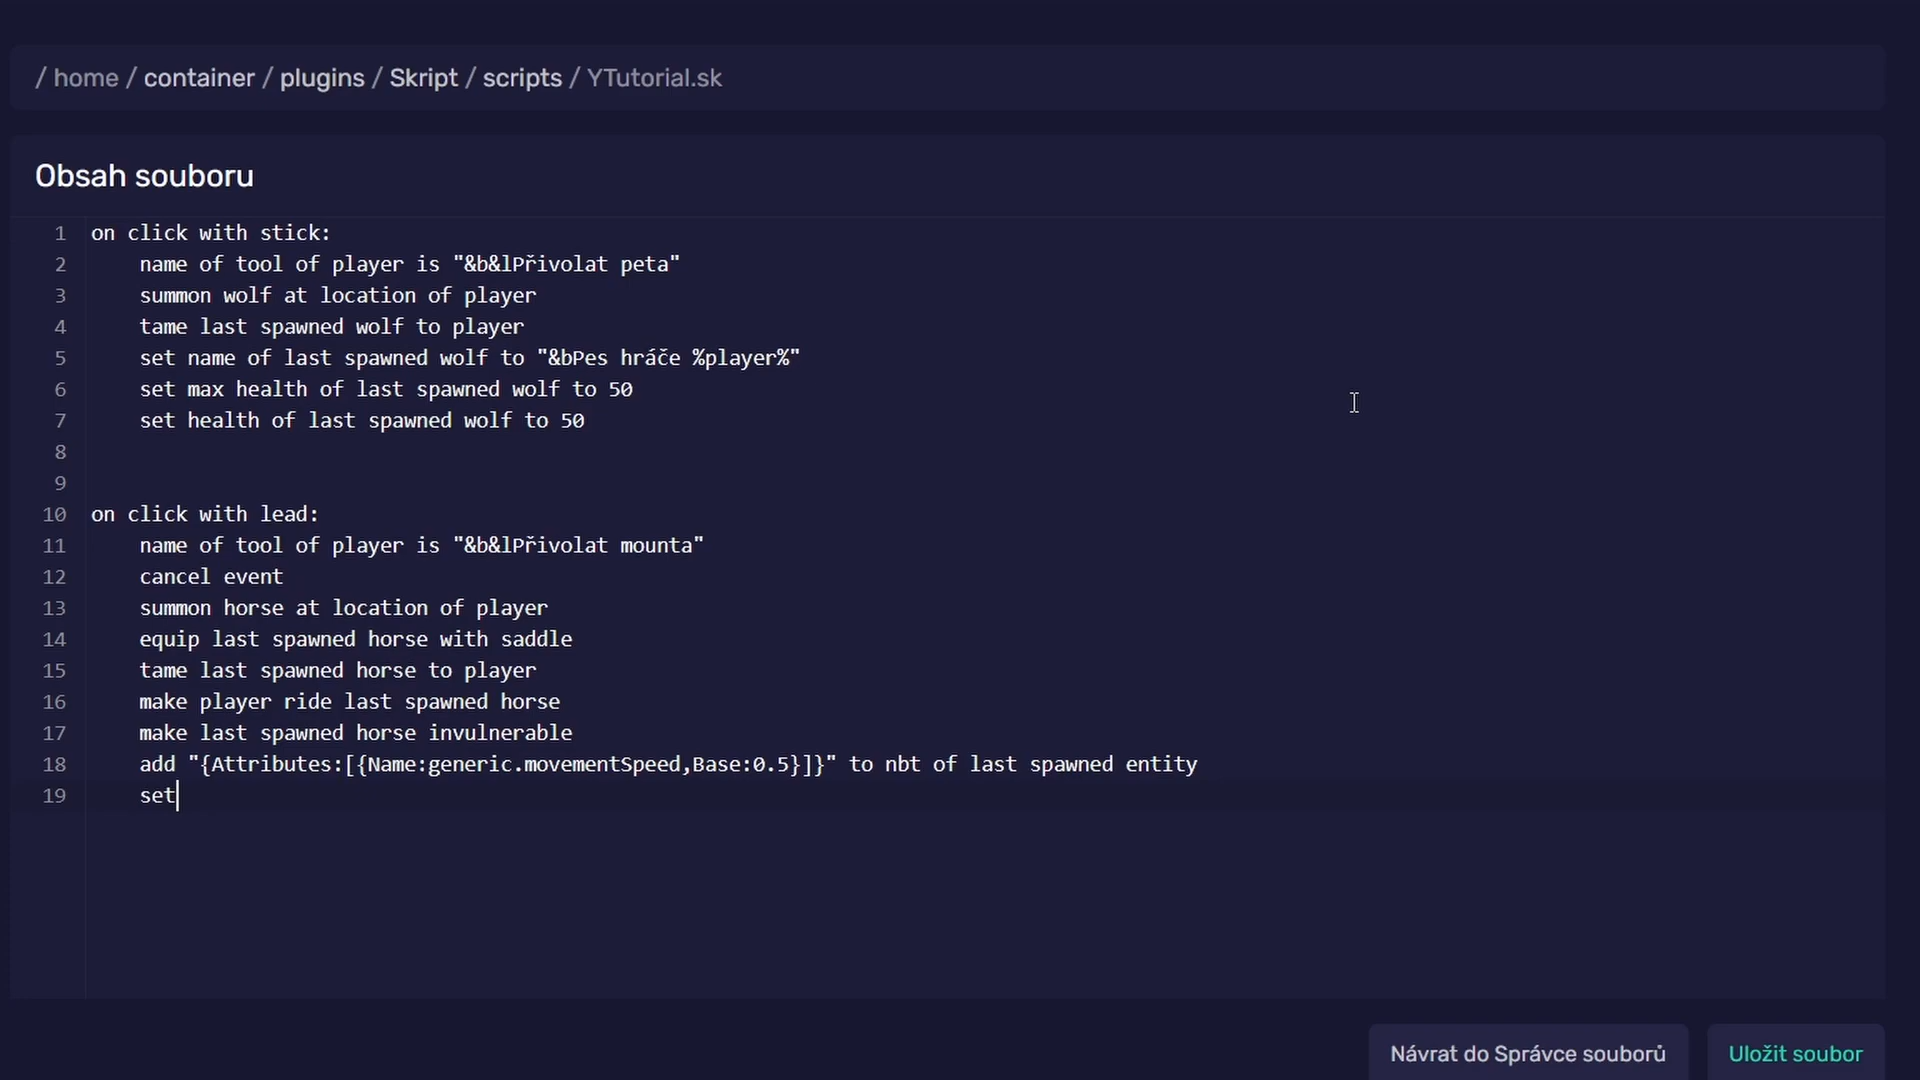 / home / container / plugins / Skript / scripts / YTutorial.sk
Obsah souboru
1 on click with stick:
2 name of tool of player is "&b&lPřivolat peta"
3 summon wolf at location of player
4 tame last spawned wolf to player
5 set name of last spawned wolf to "&bPes hráče %player%"
6 set max health of last spawned wolf to 50
7 set health of last spawned wolf to 50
8
9
10 on click with lead:
11 name of tool of player is "&b&lPřivolat mounta"
12 cancel event
13 summon horse at location of player
14 equip last spawned horse with saddle
15 tame last spawned horse to player
16 make player ride last spawned horse
17 make last spawned horse invulnerable
18 add "{Attributes:[{Name:generic.movementSpeed,Base:0.5}]}" to nbt of last spawned entity
19 set
Návrat do Správce souborů
Uložit soubor